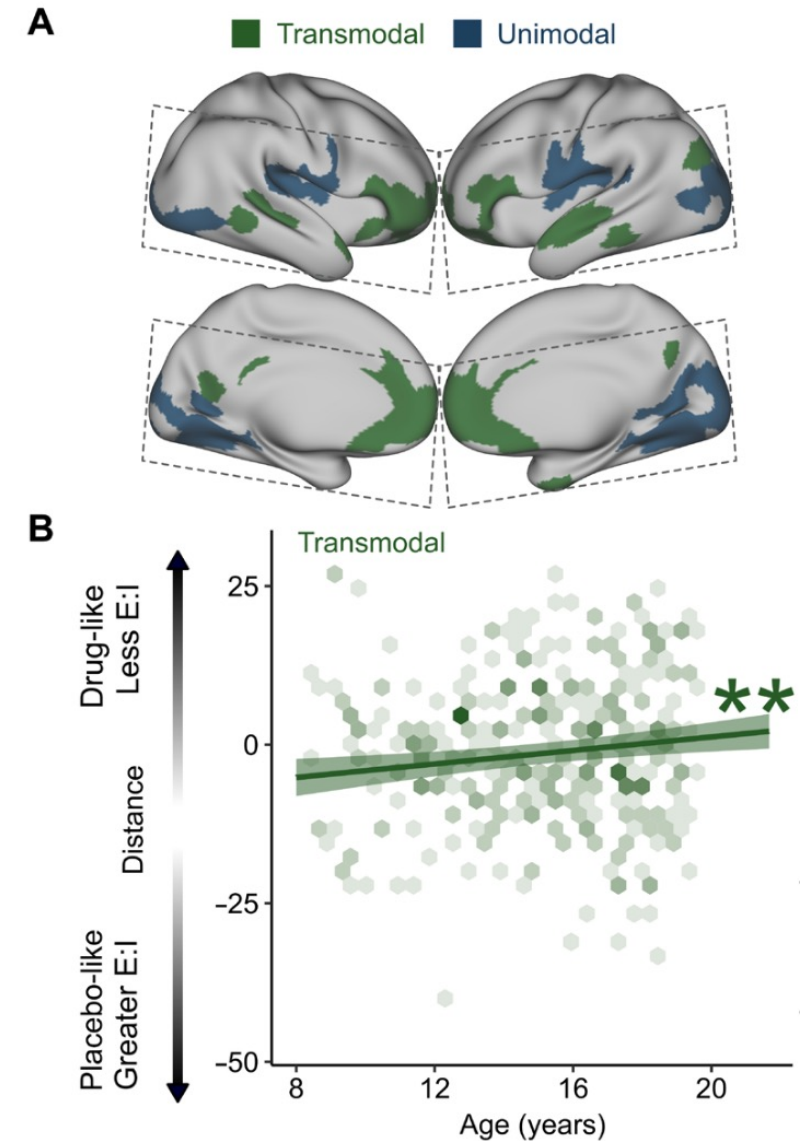 A
Transmodal Unimodal
B
Transmodal
Drug-like
Less E:I
Distance
Placebo-like
Greater E:I
25
0
−25
−50
8 12 16 20
Age (years)
**